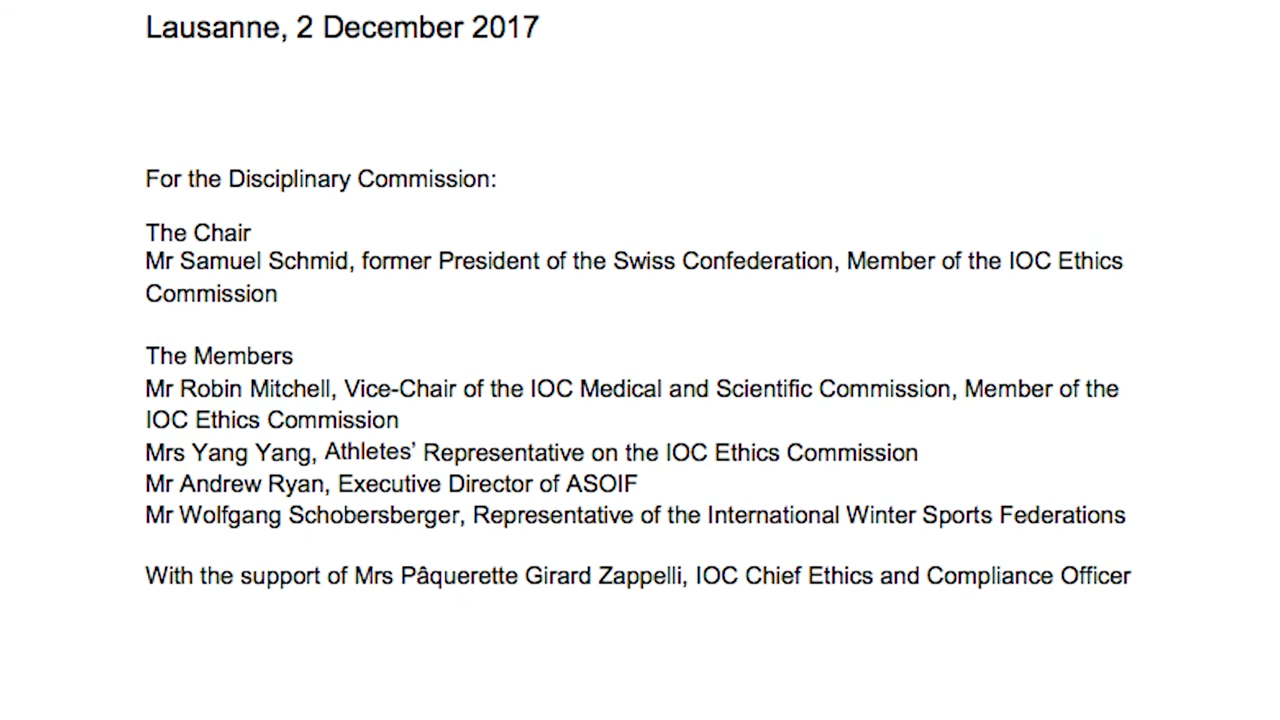 Lausanne, 2 December 2017
For the Disciplinary Commission:
The Chair
Mr Samuel Schmid, former President of the Swiss Confederation, Member of the IOC Ethics
Commission
The Members
Mr Robin Mitchell, Vice-Chair of the IOC Medical and Scientific Commission, Member of the
IOC Ethics Commission
Mrs Yang Yang, Athletes’ Representative on the IOC Ethics Commission
Mr Andrew Ryan, Executive Director of ASOIF
Mr Wolfgang Schobersberger, Representative of the International Winter Sports Federations
With the support of Mrs Pâquerette Girard Zappelli, IOC Chief Ethics and Compliance Officer